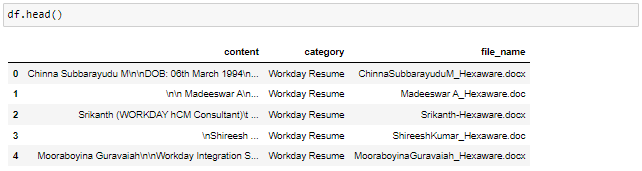 df.head()
content category file_name
0 Chinna Subbarayudu M\n\nDOB: 06th March 1994\n... Workday Resume ChinnaSubbarayuduM_Hexaware.docx
1 \n\n Madeeswar A\n... Workday Resume Madeeswar A_Hexaware.doc
2 Srikanth (WORKDAY hCM Consultant)\t ... Workday Resume Srikanth-Hexaware.docx
3 \nShireesh ... Workday Resume ShireeshKumar_Hexaware.doc
4 Mooraboyina Guravaiah\n\nWorkday Integration S... Workday Resume MooraboyinaGuravaiah_Hexaware.docx